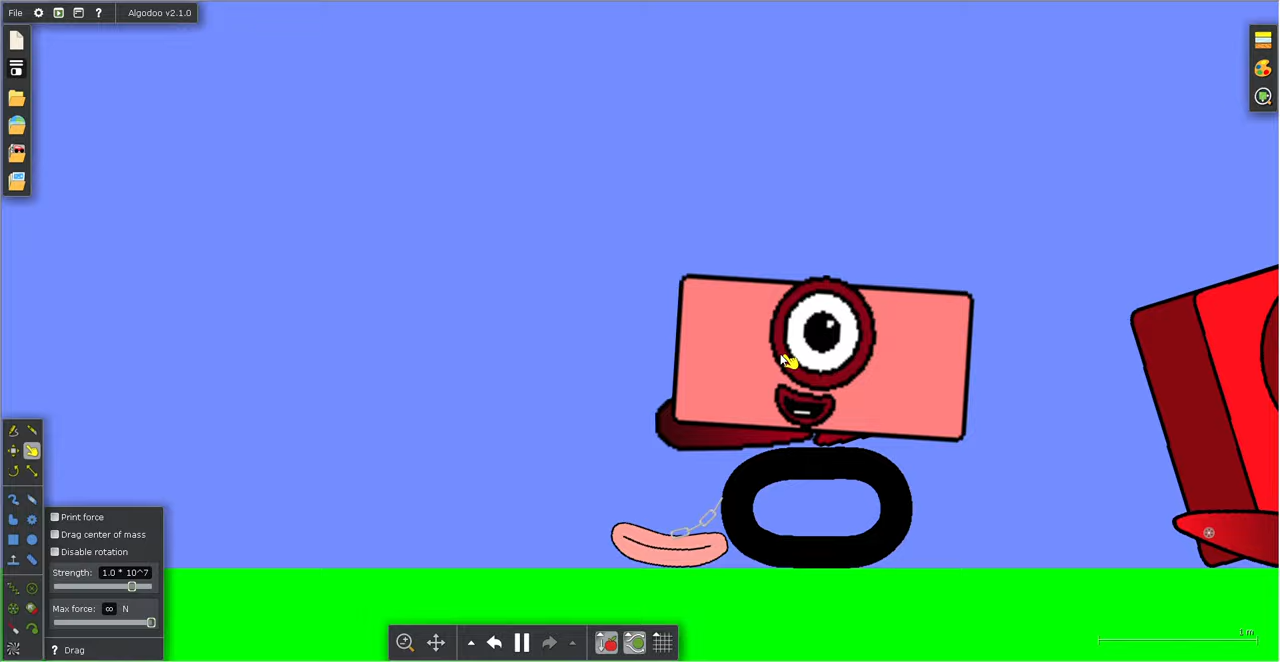 File ? Algodoo v2.1.0
Print force
Drag center of mass
Disable rotation
Strength: 1.0 * 10^7
Max force: ∞ N
? Drag
1 m